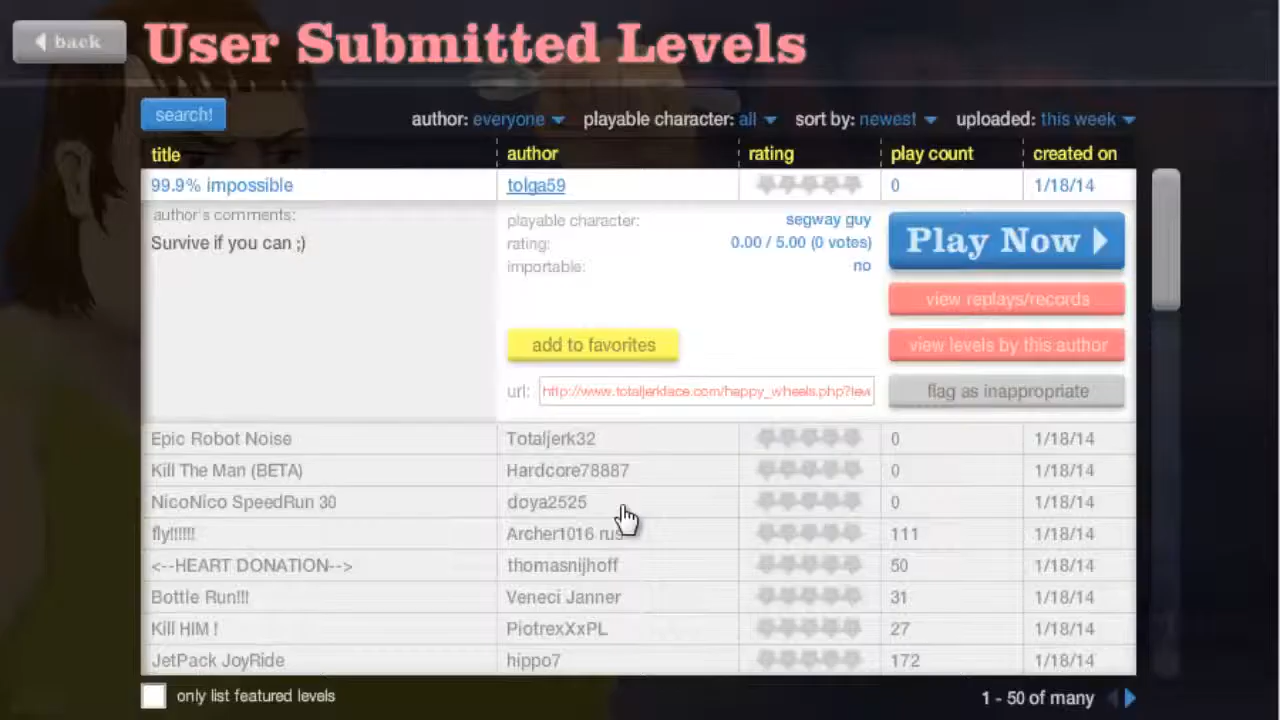 back
User Submitted Levels
search!
author: everyone playable character: all sort by: newest uploaded: this week
title author rating play count created on
99.9% impossible tolga59 0 1/18/14
author's comments:
Survive if you can ;)
playable character: segway guy
rating: 0.00 / 5.00 (0 votes)
importable: no
Play Now
view replays/records
add to favorites
view levels by this author
url: http://www.totaljerkface.com/happy_wheels.php?lev
flag as inappropriate
Epic Robot Noise Totaljerk32 0 1/18/14
Kill The Man (BETA) Hardcore78887 0 1/18/14
NicoNico SpeedRun 30 doya2525 0 1/18/14
fly!!!!!! Archer1016 rus 111 1/18/14
<--HEART DONATION--> thomasnijhoff 50 1/18/14
Bottle Run!!! Veneci Janner 31 1/18/14
Kill HIM ! PiotrexXxPL 27 1/18/14
JetPack JoyRide hippo7 172 1/18/14
only list featured levels
1 - 50 of many